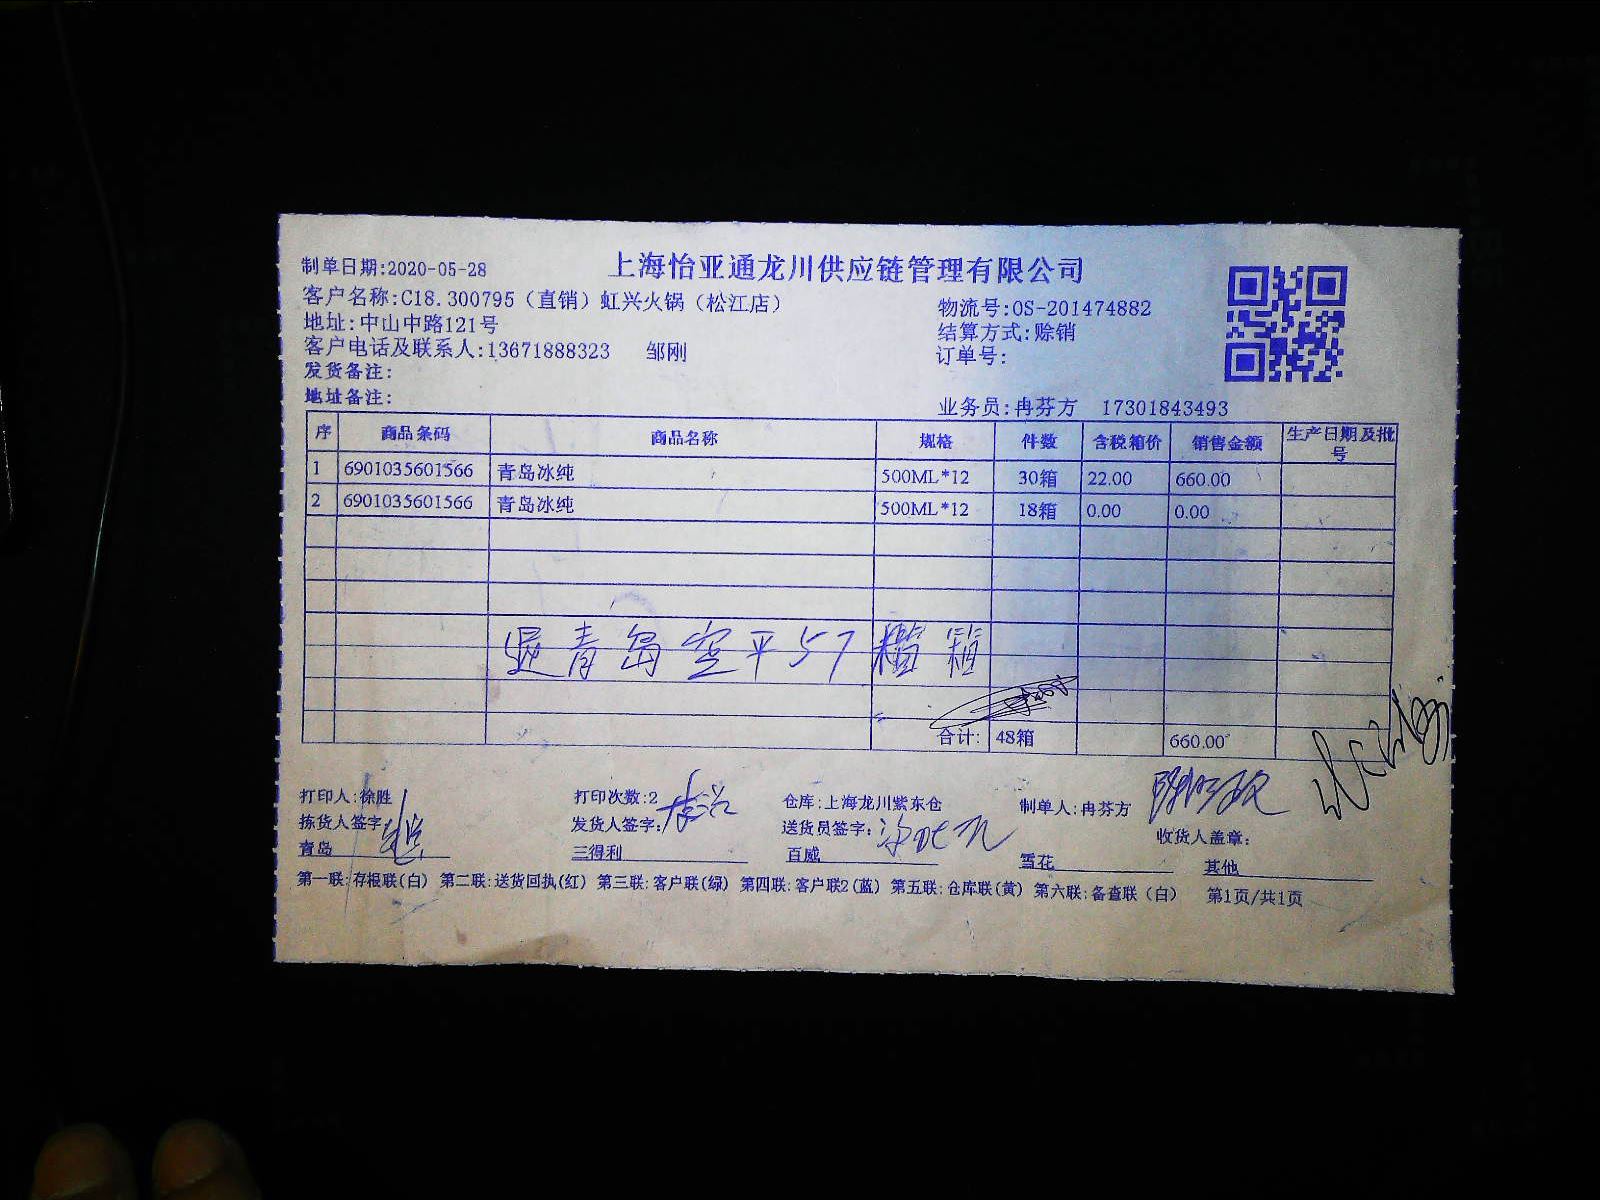 上海怡亚通龙川供应链管理有限公司
制单日期:2020-05-28
客户名称:C18.300795（直销）虹兴火锅（松江店） 物流号:OS-201474882
地址:中山中路121号 结算方式:赊销
客户电话及联系人:13671888323 邹刚 订单号:
发货备注:
地址备注: 业务员:冉芬方 17301843493
序 商品条码 商品名称 规格 件数 含税箱价 销售金额 生产日期及批号
1 6901035601566 青岛冰纯 500ML*12 30箱 22.00 660.00
2 6901035601566 青岛冰纯 500ML*12 18箱 0.00 0.00
青岛空平57 箱
合计: 48箱 660.00
打印人:徐胜 打印次数:2 仓库:上海龙川紫东仓 制单人:冉芬方
拣货人签字: 发货人签字: 送货员签字: 收货人盖章:
青岛 三得利 百威 雪花 其他
第一联:存根联(白) 第二联:送货回执(红) 第三联:客户联(绿) 第四联:客户联2(蓝) 第五联:仓库联(黄) 第六联:备查联（白） 第1页/共1页